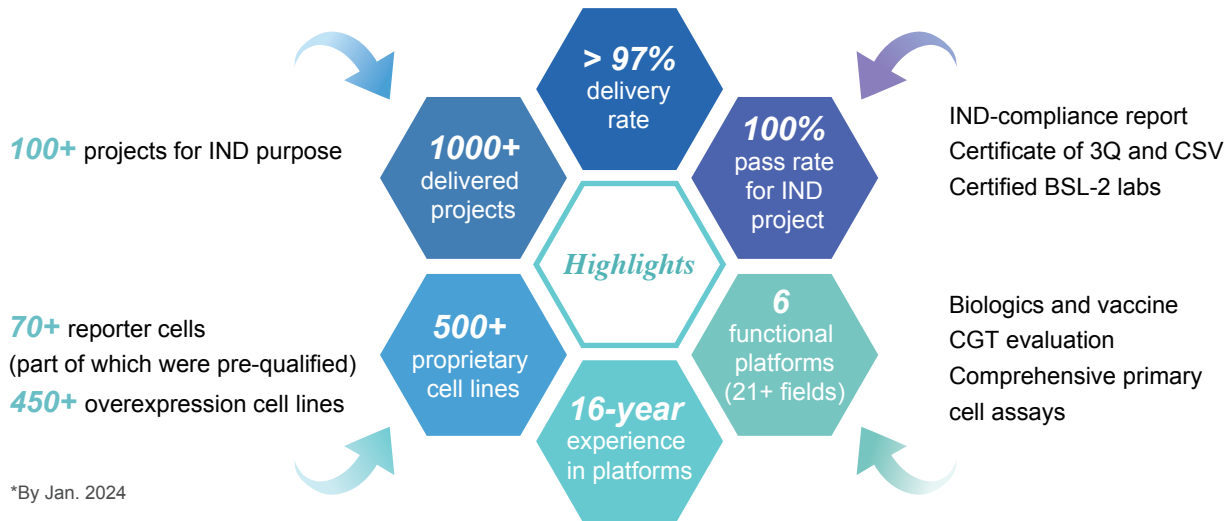 > 97%
delivery
rate
1000+
delivered
projects
100%
pass rate
for IND
project
100+ projects for IND purpose
IND-compliance report
Certificate of 3Q and CSV
Certified BSL-2 labs
Highlights
500+
proprietary
cell lines
6
functional
platforms
(21+ fields)
70+ reporter cells
(part of which were pre-qualified)
450+ overexpression cell lines
Biologics and vaccine
CGT evaluation
Comprehensive primary
cell assays
16-year
experience
in platforms
*By Jan. 2024